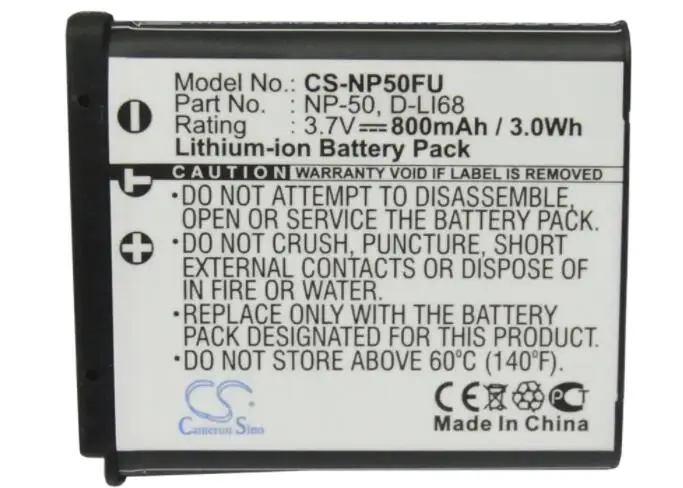 Model No.: CS-NP50FU
Part No. : NP-50, D-LI68
Rating : 3.7V 800mAh / 3.0Wh
Lithium-ion Battery Pack
CAUTION WARRANTY VOID IF LABEL IS REMOVED
•DO NOT ATTEMPT TO DISASSEMBLE,
OPEN OR SERVICE THE BATTERY PACK.
•DO NOT CRUSH, PUNCTURE, SHORT
EXTERNAL CONTACTS OR DISPOSE OF
IN FIRE OR WATER.
•REPLACE ONLY WITH THE BATTERY
PACK DESIGNATED FOR THIS PRODUCT.
•DO NOT STORE ABOVE 60°C (140°F).
CS
Cameron Sino
CE PCT
Made In China